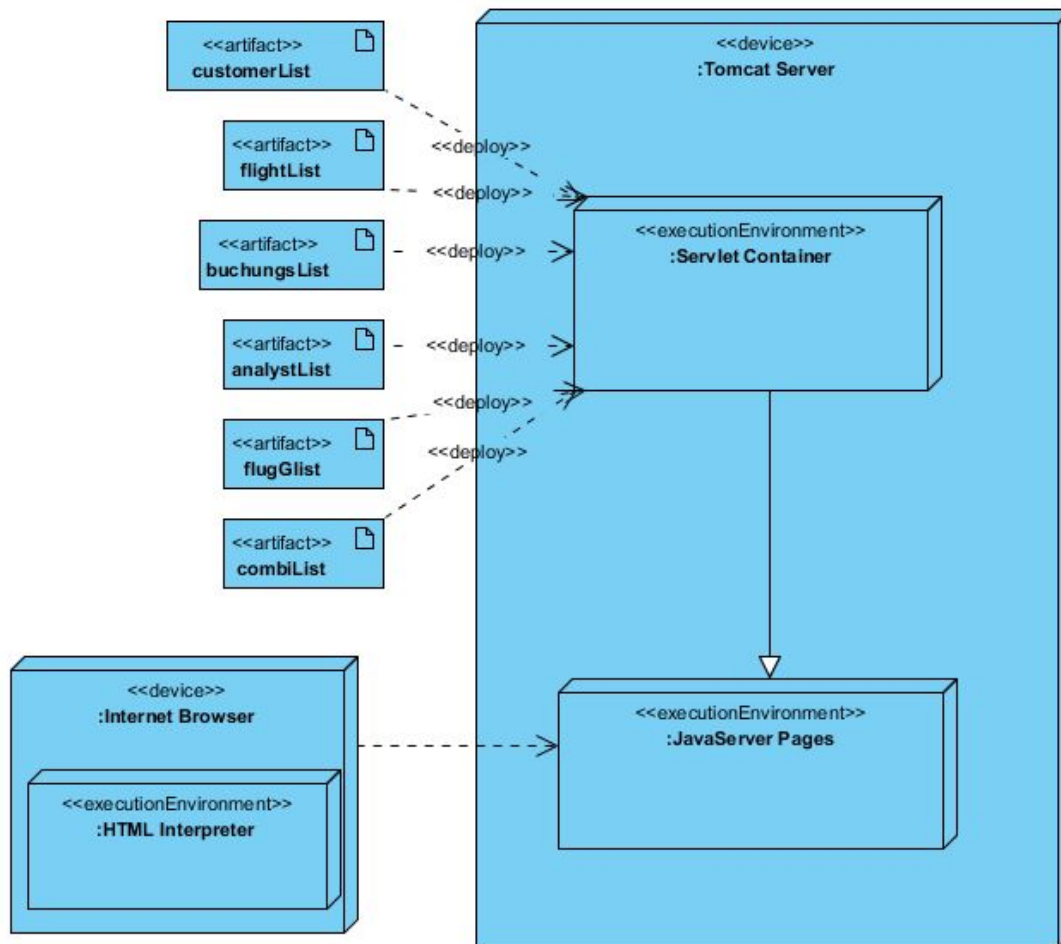 <<artifact>>
customerList
<<artifact>>
flightList
<<artifact>>
buchungsList
<<artifact>>
analystList
<<artifact>>
flugGlist
<<artifact>>
combiList
<<deploy>>
<<deploy>>
<<deploy>>
<<deploy>>
<<deploy>>
<<deploy>>
<<device>>
:Tomcat Server
<<executionEnvironment>>
:Servlet Container
<<executionEnvironment>>
:JavaServer Pages
<<device>>
:Internet Browser
<<executionEnvironment>>
:HTML Interpreter